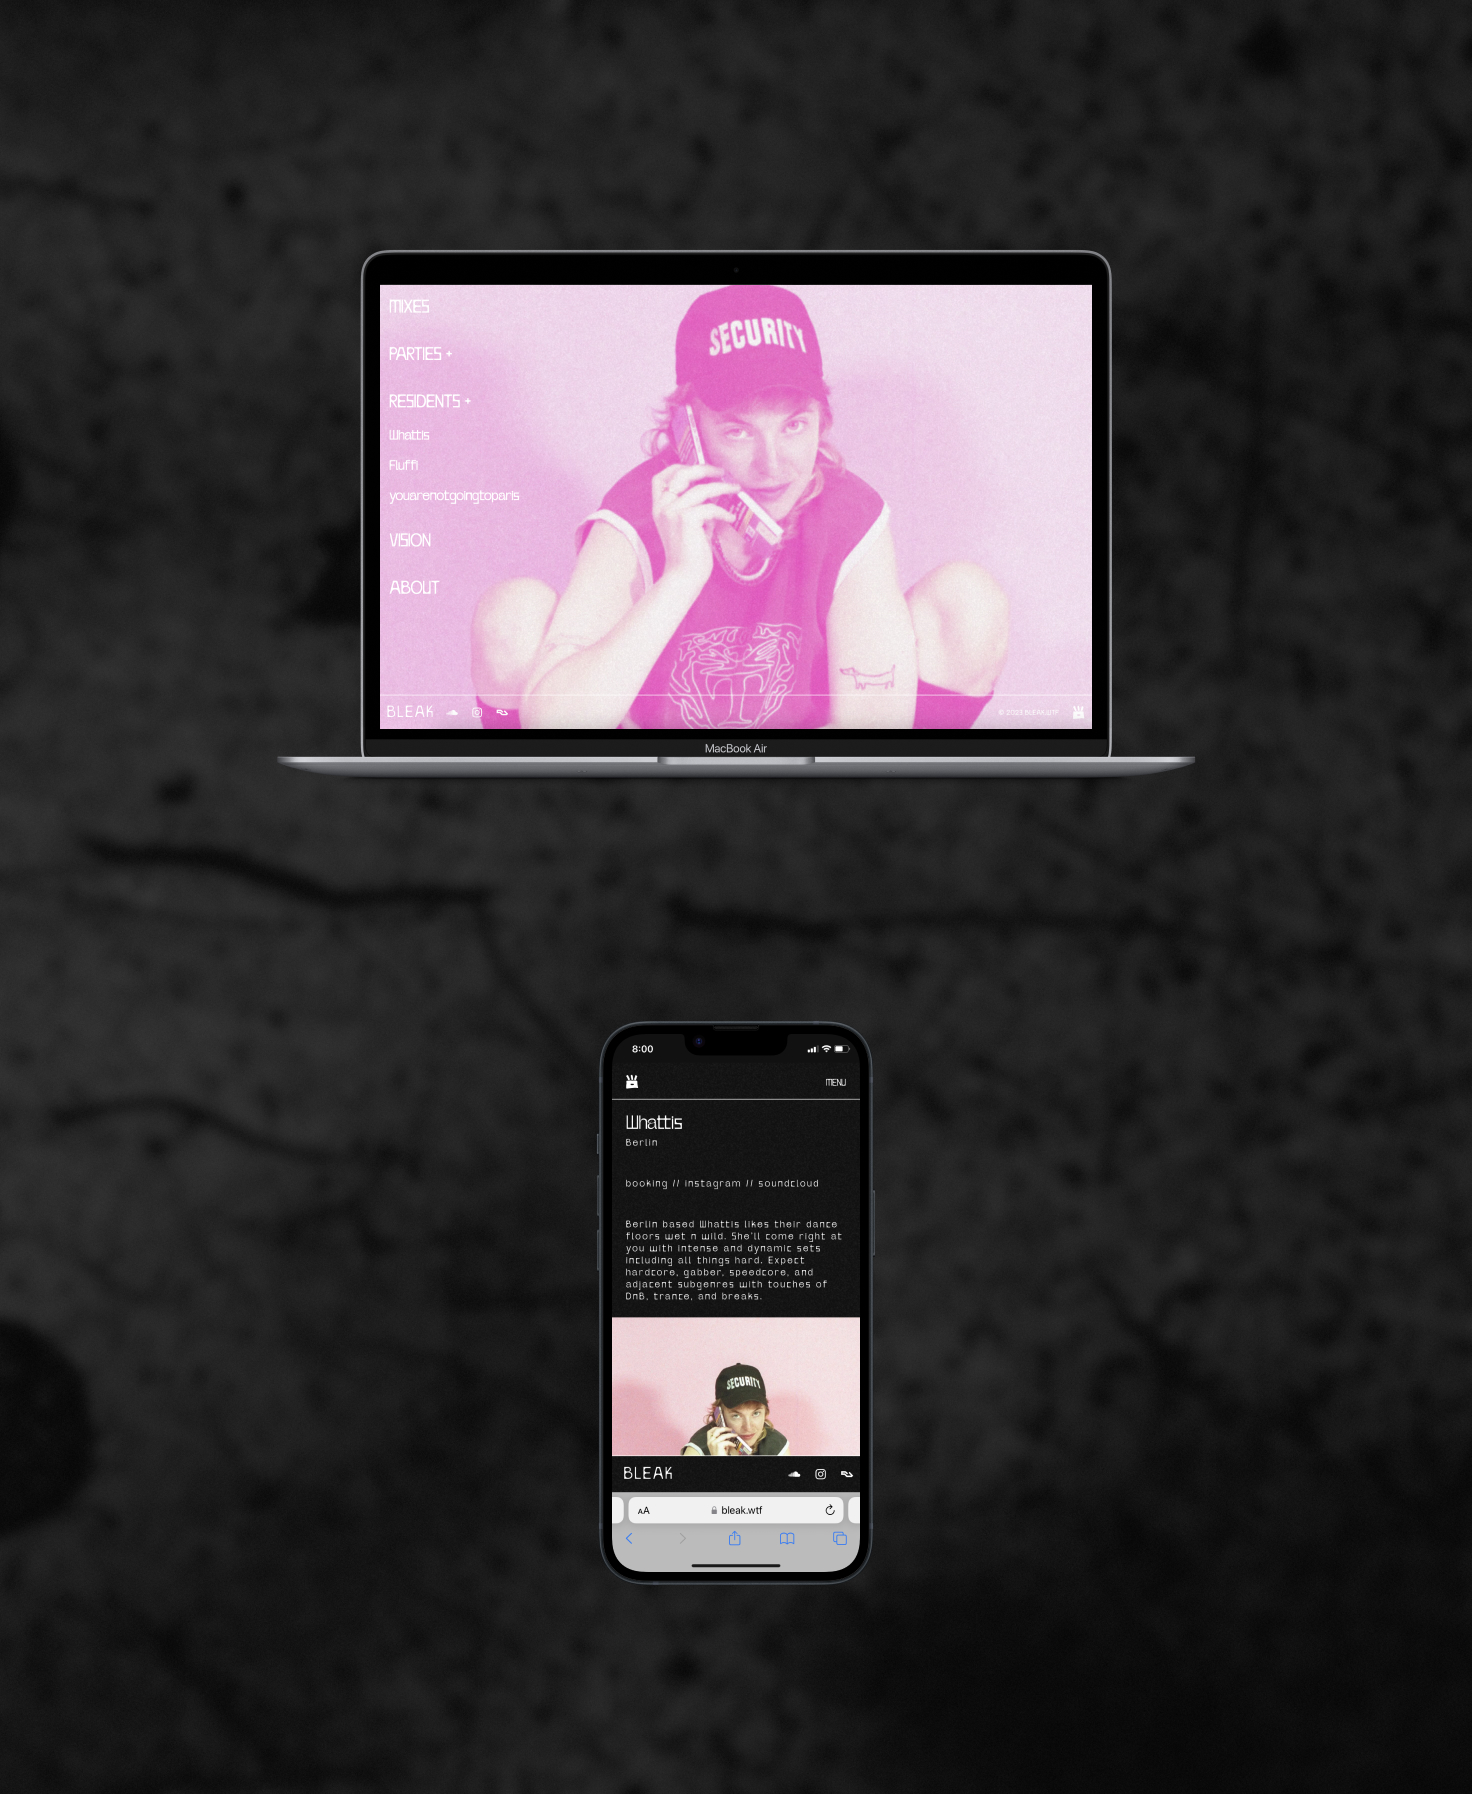 MIXES
PARTIES +
RESIDENTS +
Whattis
Fluffi
youarenotgoingtoparis
VISION
ABOUT
SECURITY
BLEAK
© 2023 BLEAK.WTF
MacBook Air
8:00
MENU
Whattis
Berlin
booking // instagram // soundcloud
Berlin based Whattis likes their dance
floors wet n wild. She'll come right at
you with intense and dynamic sets
including all things hard. Expect
hardcore, gabber, speedcore, and
adjacent subgenres with touches of
DnB, trance, and breaks.
SECURITY
BLEAK
AA bleak.wtf